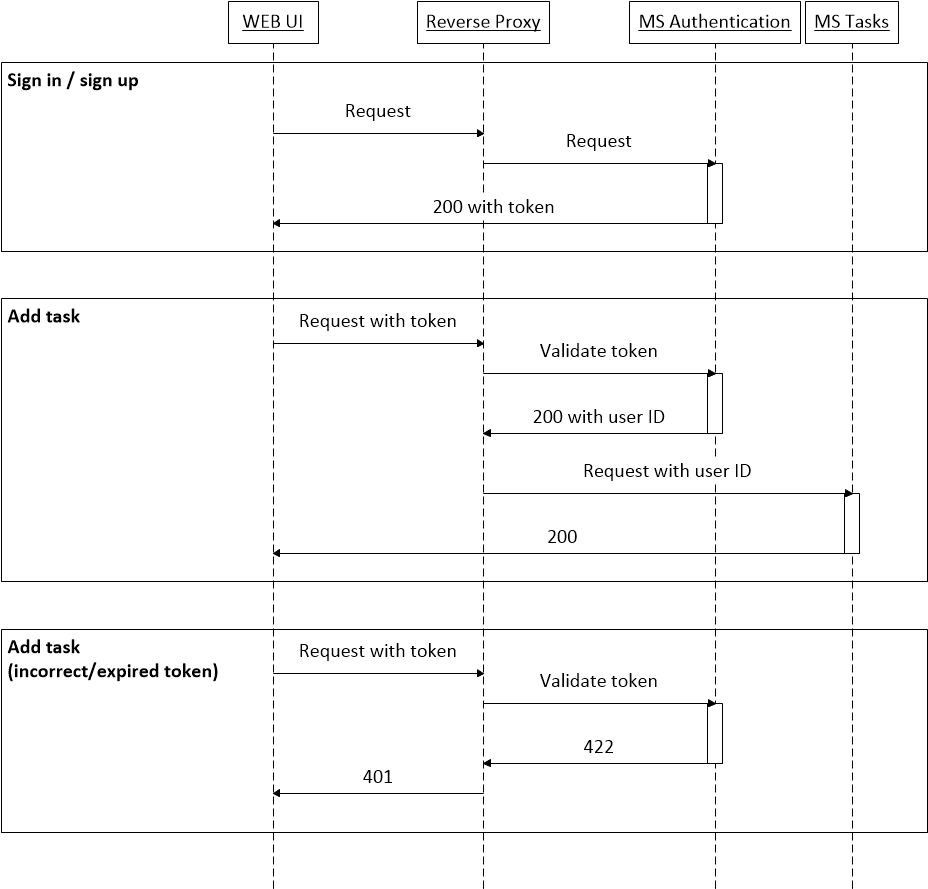 WEB UI
Reverse Proxy
MS Authentication
MS Tasks
Sign in / sign up
Request
Request
200 with token
Add task
Request with token
Validate token
200 with user ID
Request with user ID
200
Add task
(incorrect/expired token)
Request with token
Validate token
422
401